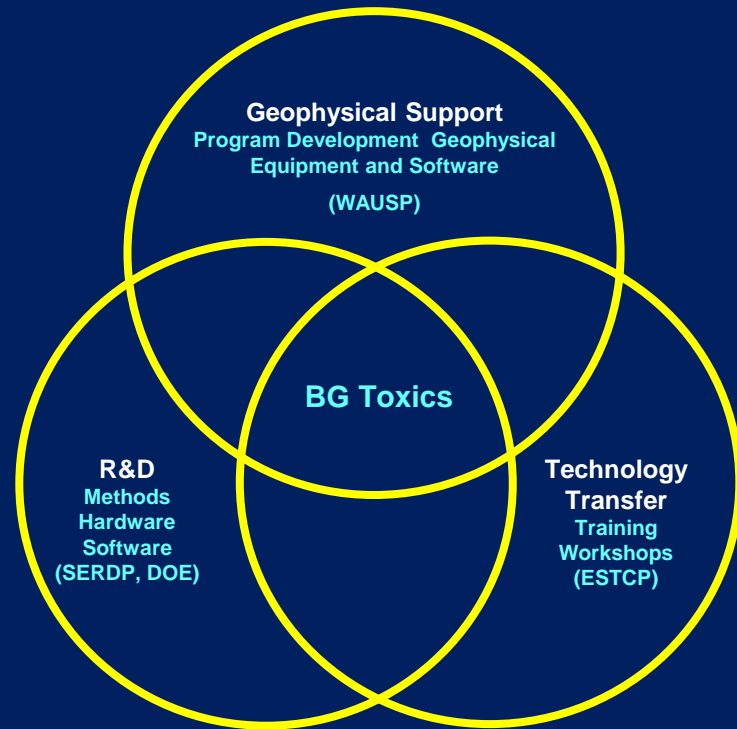 Geophysical Support
Program Development  Geophysical
Equipment and Software
(WAUSP)
BG Toxics
R&D
Methods
Hardware
Software
(SERDP, DOE)
Technology
Transfer
Training
Workshops
(ESTCP)